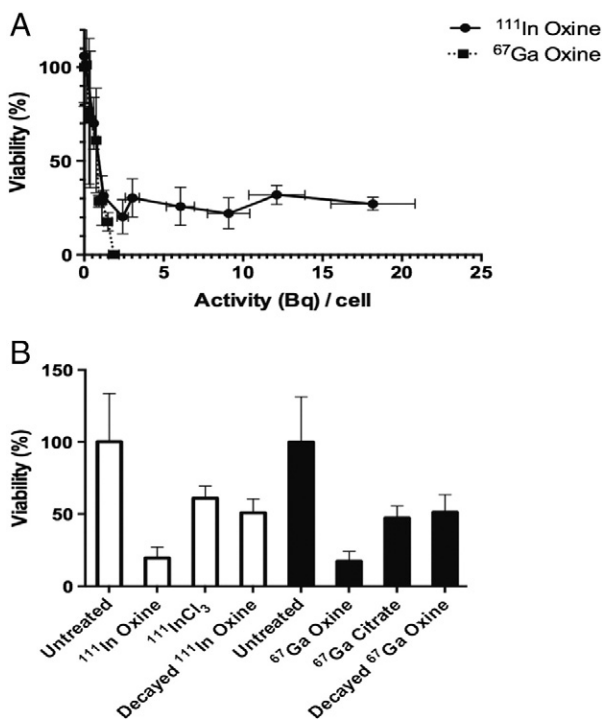 A
¹¹¹In Oxine
⁶⁷Ga Oxine
Viability (%)
100
50
0
0
5
10
15
20
25
Activity (Bq) / cell
B
Viability (%)
150
100
50
0
Untreated
¹¹¹In Oxine
¹¹¹InCl₃
Decayed ¹¹¹In Oxine
Untreated
⁶⁷Ga Oxine
⁶⁷Ga Citrate
Decayed ⁶⁷Ga Oxine